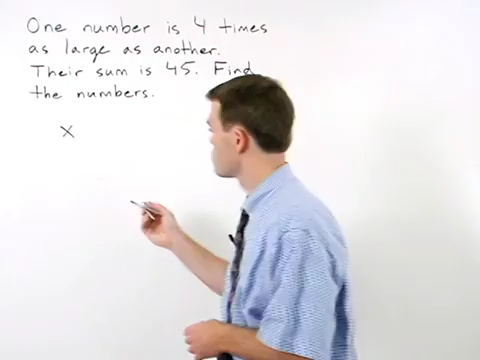 One number is 4 times
as large as another.
Their sum is 45. Find
the numbers.
x